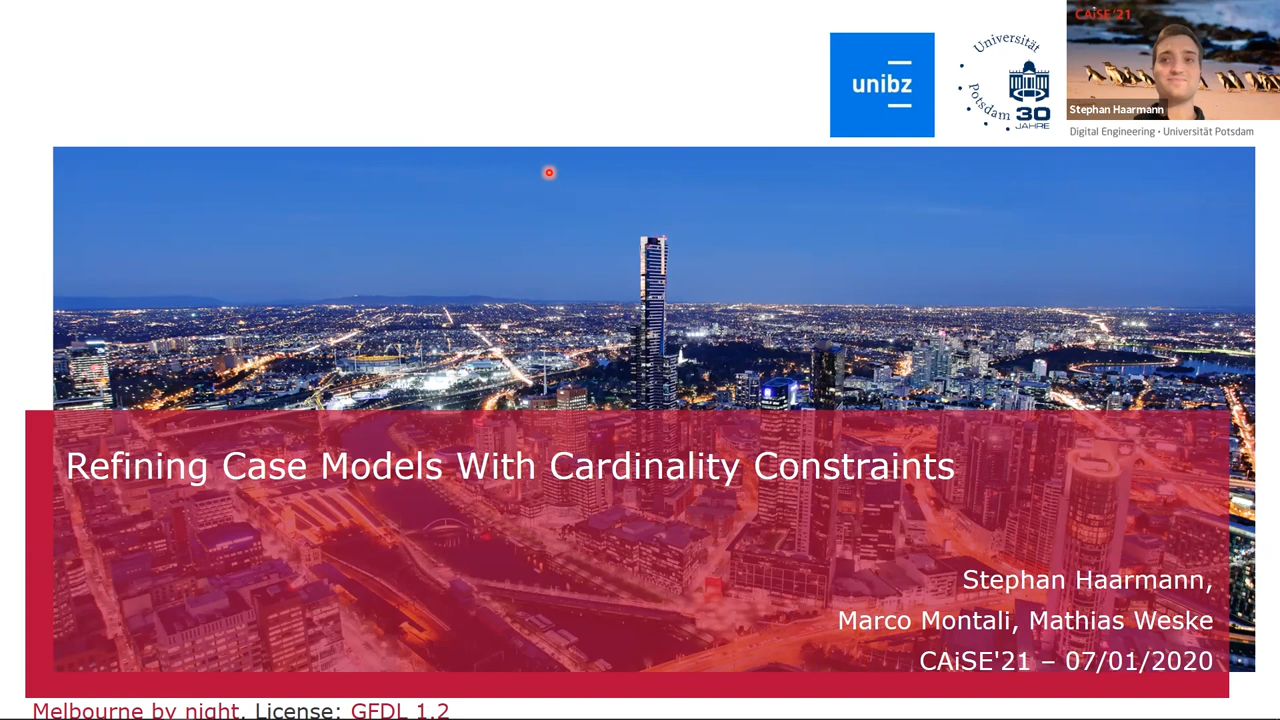 unibz
Universität
Potsdam
30
JAHRE
CAiSE'21
Stephan Haarmann
Digital Engineering • Universität Potsdam
Refining Case Models With Cardinality Constraints
Stephan Haarmann,
Marco Montali, Mathias Weske
CAiSE'21 – 07/01/2020
Melbourne by night, License: GFDL 1.2